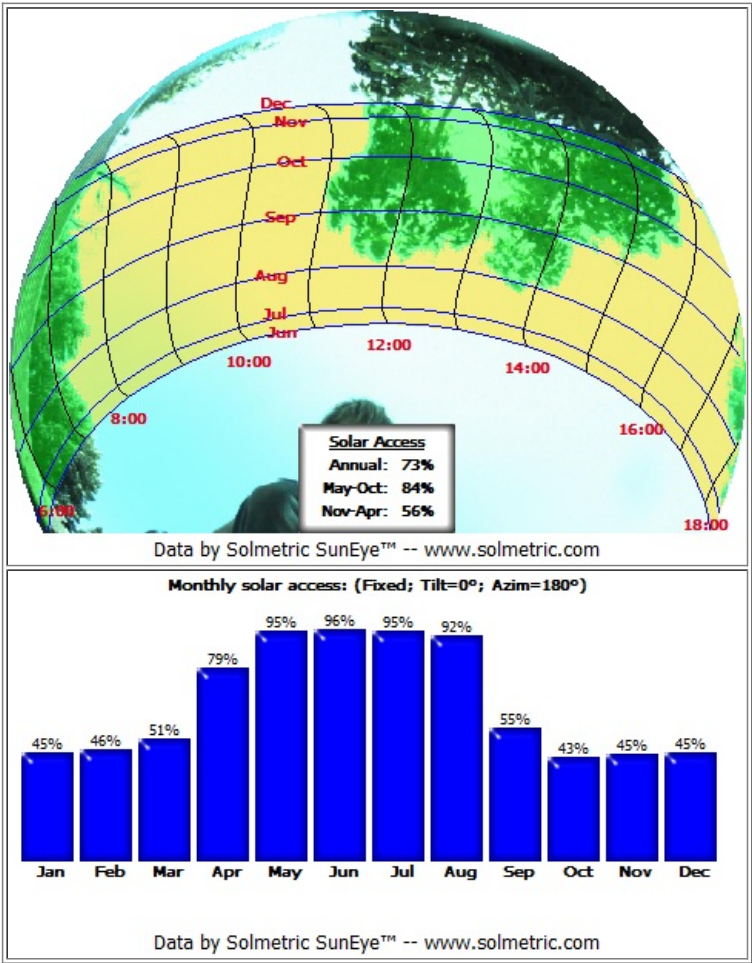 Dec
Nov
Oct
Sep
Aug
Jul
Jun
12:00
10:00
14:00
8:00
16:00
6:00
18:00
Solar Access
Annual: 73%
May-Oct: 84%
Nov-Apr: 56%
Data by Solmetric SunEye™ -- www.solmetric.com
Monthly solar access: (Fixed; Tilt=0º; Azim=180º)
95% 96% 95% 92%
79%
55%
45% 46% 51% 43% 45% 45%
Jan Feb Mar Apr May Jun Jul Aug Sep Oct Nov Dec
Data by Solmetric SunEye™ -- www.solmetric.com